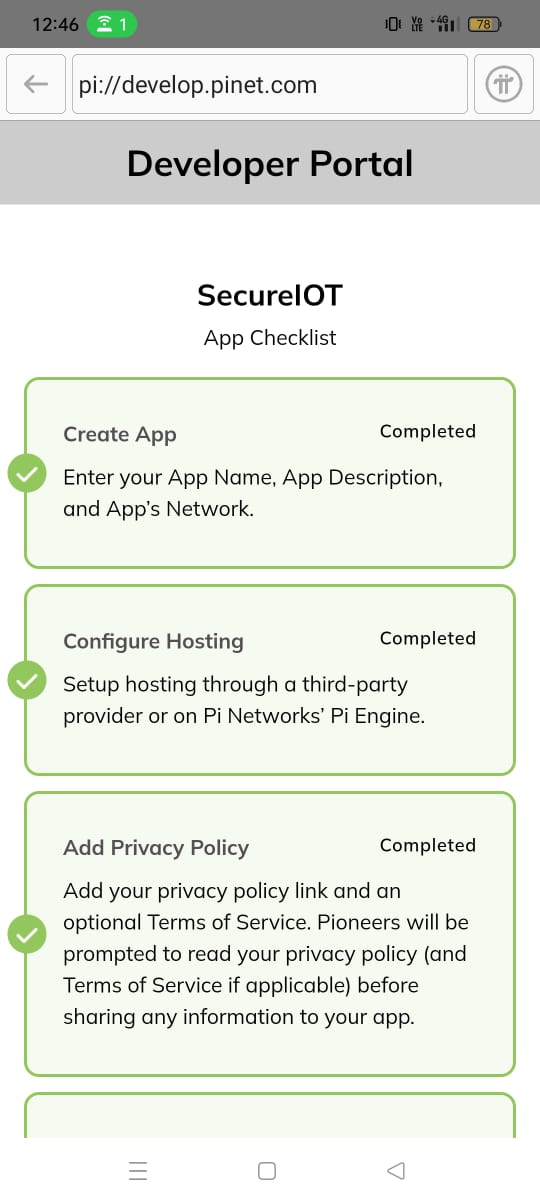 12:46 1 Vo LTE 4G 78
pi://develop.pinet.com
Developer Portal
SecureIOT
App Checklist
Create App Completed
Enter your App Name, App Description,
and App’s Network.
Configure Hosting Completed
Setup hosting through a third-party
provider or on Pi Networks’ Pi Engine.
Add Privacy Policy Completed
Add your privacy policy link and an
optional Terms of Service. Pioneers will be
prompted to read your privacy policy (and
Terms of Service if applicable) before
sharing any information to your app.